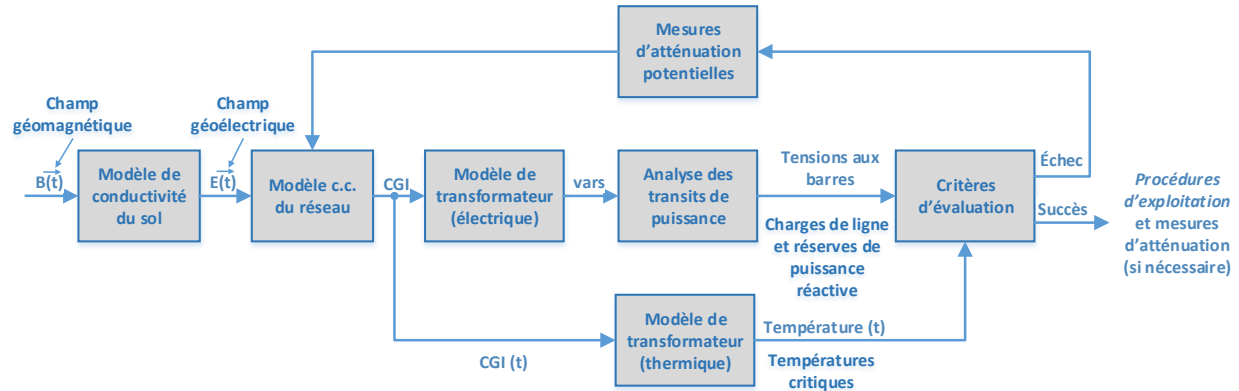 Mesures
d'atténuation
potentielles
Champ
géomagnétique
Champ
géoélectrique
B(t)
Modèle de
conductivité
du sol
E(t)
Modèle c.c.
du réseau
CGI
Modèle de
transformateur
(électrique)
vars
Analyse des
transits de
puissance
Tensions aux
barres
Charges de ligne
et réserves de
puissance
réactive
Critères
d'évaluation
Échec
Succès
Procédures
d'exploitation
et mesures
d'atténuation
(si nécessaire)
CGI (t)
Modèle de
transformateur
(thermique)
Température (t)
Températures
critiques